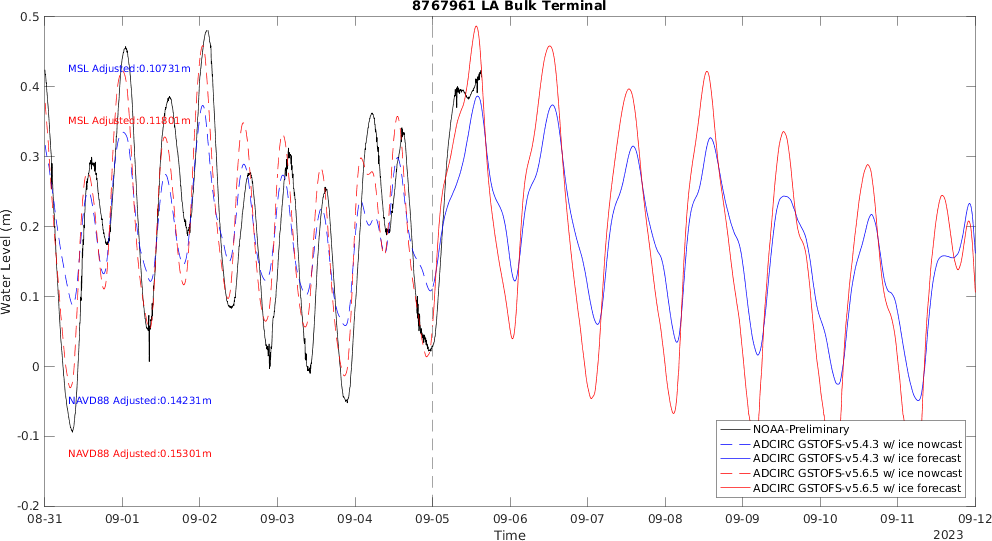 8767961 LA Bulk Terminal
Water Level (m)
0.5
0.4
0.3
0.2
0.1
0
-0.1
-0.2
MSL Adjusted:0.10731m
MSL Adjusted:0.11801m
NAVD88 Adjusted:0.14231m
NAVD88 Adjusted:0.15301m
NOAA-Preliminary
ADCIRC GSTOFS-v5.4.3 w/ ice nowcast
ADCIRC GSTOFS-v5.4.3 w/ ice forecast
ADCIRC GSTOFS-v5.6.5 w/ ice nowcast
ADCIRC GSTOFS-v5.6.5 w/ ice forecast
08-31 09-01 09-02 09-03 09-04 09-05 09-06 09-07 09-08 09-09 09-10 09-11 09-12
2023
Time